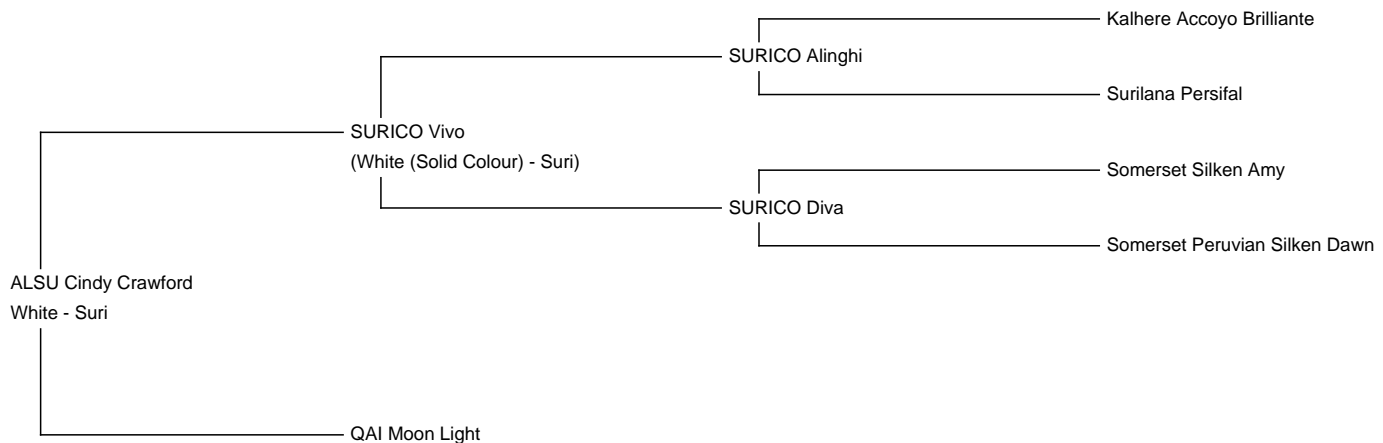 Kalhere Accoyo Brilliante
SURICO Alinghi
Surilana Persifal
SURICO Vivo
(White (Solid Colour) - Suri)
Somerset Silken Amy
SURICO Diva
Somerset Peruvian Silken Dawn
ALSU Cindy Crawford
White - Suri
QAI Moon Light